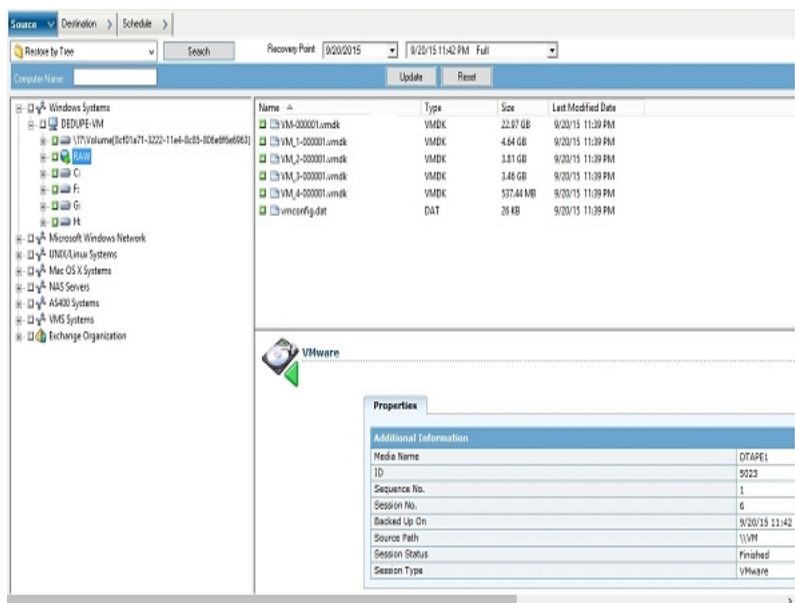 Source Destination Schedule
Restore by Tree Search Recovery Point 9/20/2015 9/20/15 11:42 PM Full
Computer Name: Update Reset
Windows Systems
DEDUPE-VM
RAW
C:
F:
G:
H:
Microsoft Windows Network
UNIX/Linux Systems
Mac OS X Systems
NAS Servers
AS400 Systems
VMS Systems
Exchange Organization
Name Type Size Last Modified Date
VM-000001.vmdk VMDK 22.87 GB 9/20/15 11:39 PM
VM_1-000001.vmdk VMDK 4.64 GB 9/20/15 11:39 PM
VM_2-000001.vmdk VMDK 3.81 GB 9/20/15 11:39 PM
VM_3-000001.vmdk VMDK 3.46 GB 9/20/15 11:39 PM
VM_4-000001.vmdk VMDK 537.44 MB 9/20/15 11:39 PM
vmconfig.dat DAT 26 KB 9/20/15 11:39 PM
VMware
Properties
Additional Information
Media Name DTAPE1
ID 5023
Sequence No. 1
Session No. 6
Backed Up On 9/20/15 11:42
Source Path \\VM
Session Status Finished
Session Type VMware